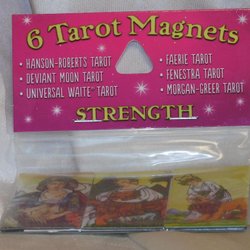 6 Tarot Magnets
• HANSON-ROBERTS TAROT
• DEVIANT MOON TAROT
• UNIVERSAL WAITE™ TAROT
• FAERIE TAROT
• FENESTRA TAROT
• MORGAN-GREER TAROT
STRENGTH